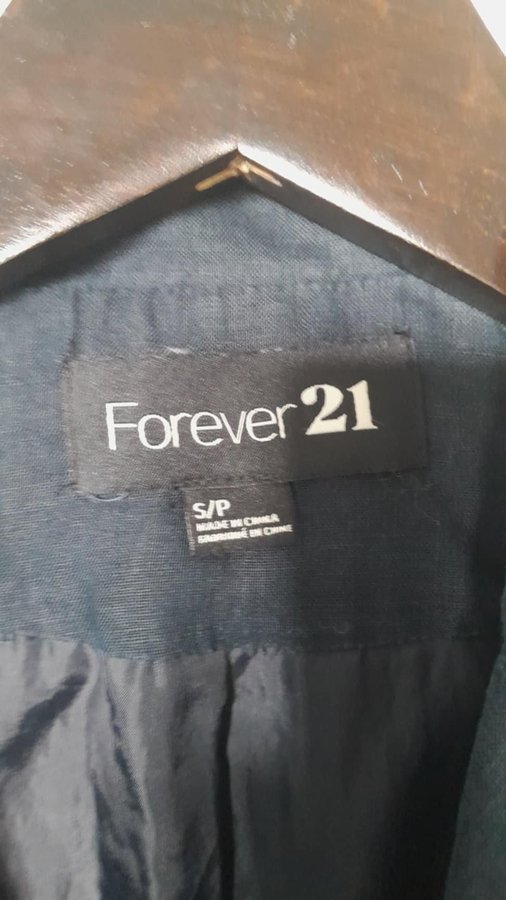 Forever 21
S/P
MADE IN CHINA
FABRIQUÉ EN CHINE